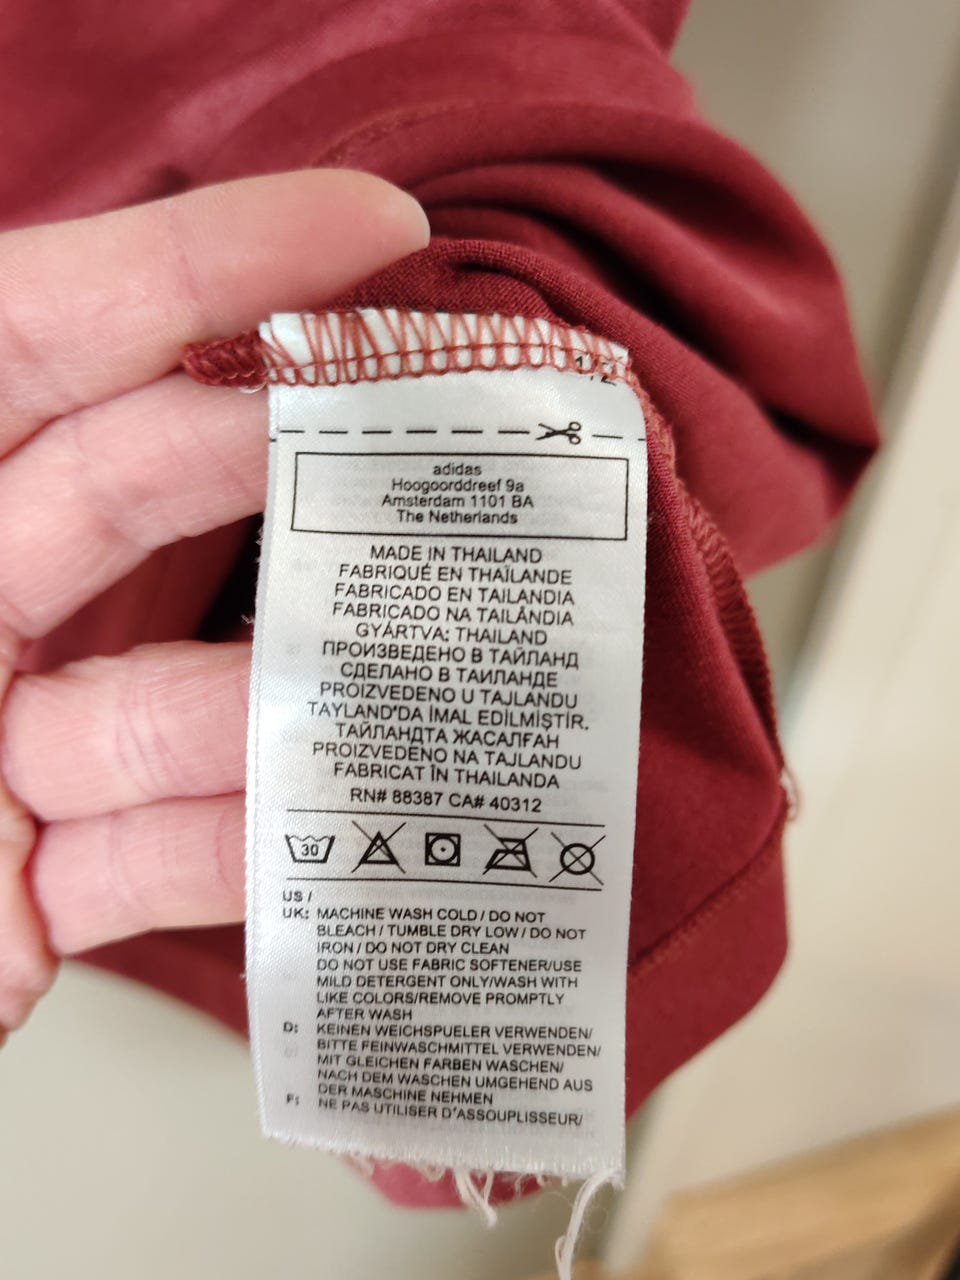 1/2
adidas
Hoogoorddreef 9a
Amsterdam 1101 BA
The Netherlands
MADE IN THAILAND
FABRIQUÉ EN THAÏLANDE
FABRICADO EN TAILANDIA
FABRICADO NA TAILÂNDIA
GYÁRTVA: THAILAND
ПРОИЗВЕДЕНО В ТАЙЛАНД
СДЕЛАНО В ТАИЛАНДЕ
PROIZVEDENO U TAJLANDU
TAYLAND'DA İMAL EDİLMİSTİR.
ТАЙЛАНДТА ЖАСАЛҒАН
PROIZVEDENO NA TAJLANDU
FABRICAT ÎN THAILANDA
RN# 88387 CA# 40312
30
US /
UK: MACHINE WASH COLD / DO NOT
BLEACH / TUMBLE DRY LOW / DO NOT
IRON / DO NOT DRY CLEAN
DO NOT USE FABRIC SOFTENER/USE
MILD DETERGENT ONLY/WASH WITH
LIKE COLORS/REMOVE PROMPTLY
AFTER WASH
D: KEINEN WEICHSPUELER VERWENDEN/
BITTE FEINWASCHMITTEL VERWENDEN/
MIT GLEICHEN FARBEN WASCHEN/
NACH DEM WASCHEN UMGEHEND AUS
DER MASCHINE NEHMEN
F: NE PAS UTILISER D'ASSOUPLISSEUR/